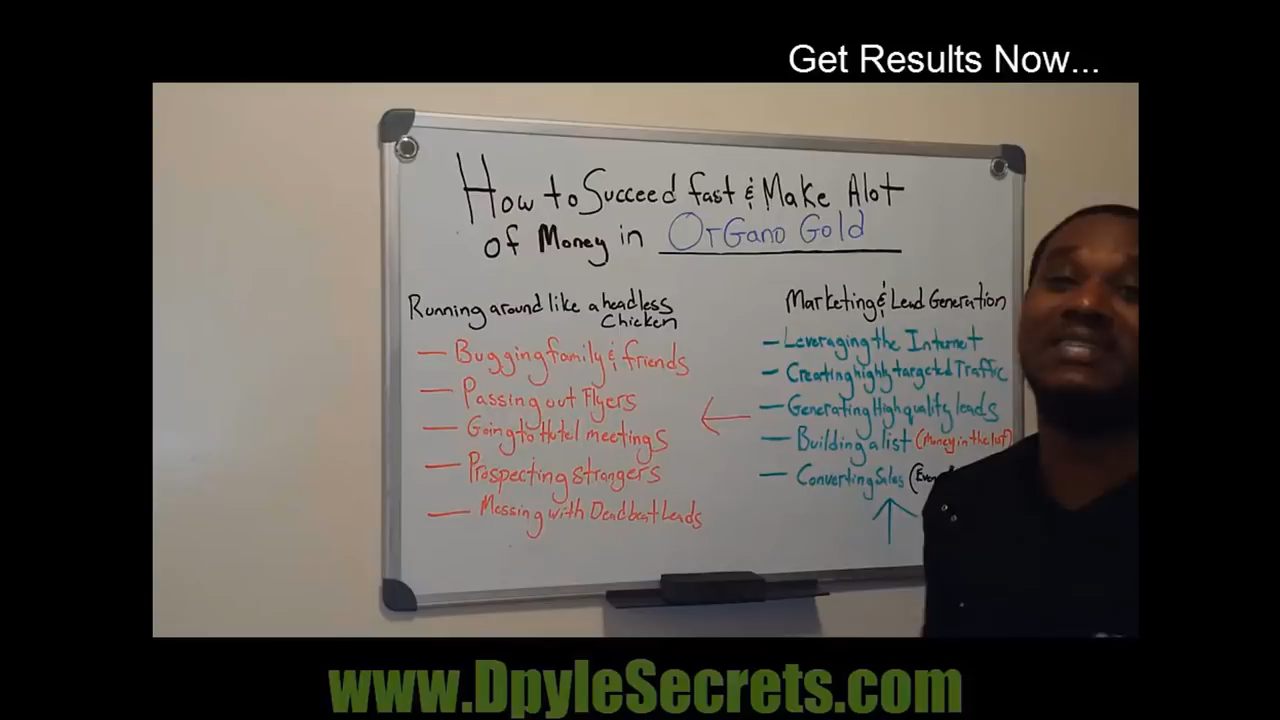 Get Results Now...
How to Succeed fast & Make Alot
of Money in OrGano Gold
Running around like a headless
Chicken
— Bugging family & friends
— Passing out Flyers
— Going to Hotel meetings
— Prospecting strangers
— Messing with Deadbeat Leads
Marketing & Lead Generation
— Leveraging the Internet
— Creating highly targeted Traffic
— Generating High quality leads
— Building a list (Money in the list)
— Converting Sales
www.DpyleSecrets.com